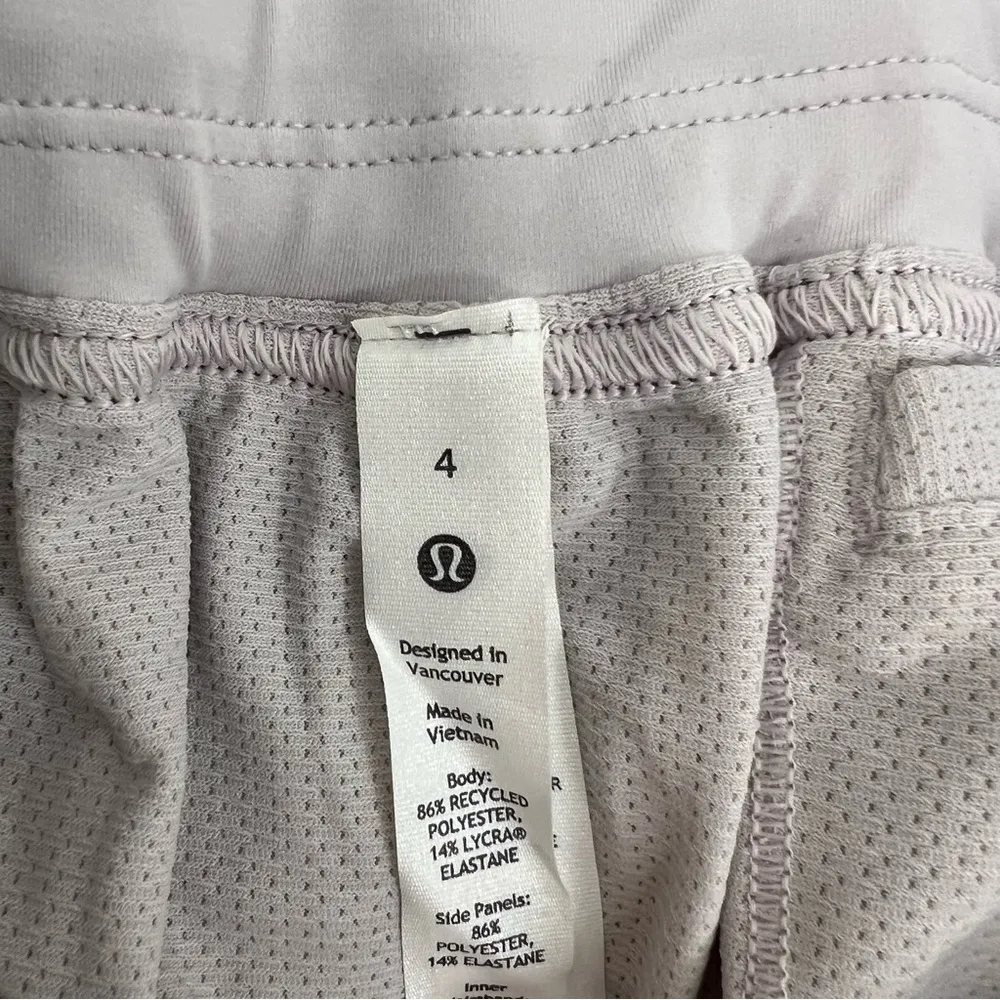 4
Designed in
Vancouver
Made in
Vietnam
Body:
86% RECYCLED
POLYESTER,
14% LYCRA®
ELASTANE
Side Panels:
86%
POLYESTER,
14% ELASTANE
Inner
R